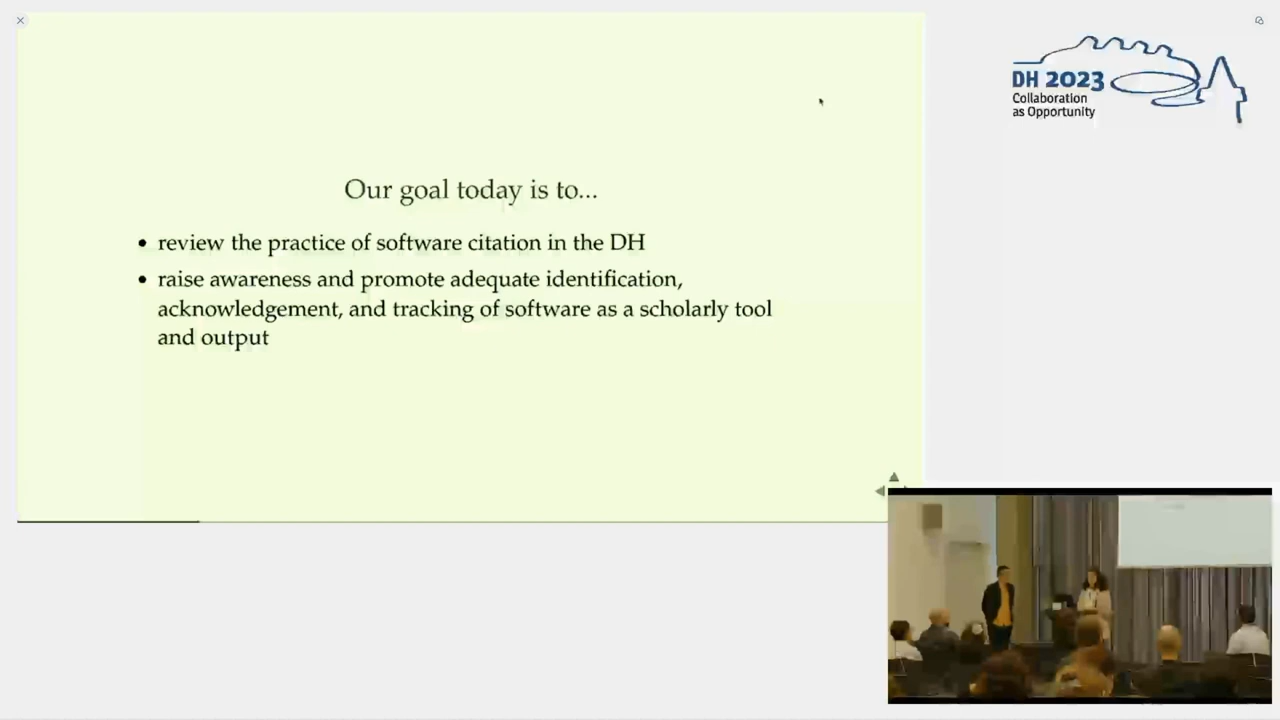 Our goal today is to...
• review the practice of software citation in the DH
• raise awareness and promote adequate identification,
acknowledgement, and tracking of software as a scholarly tool
and output
DH 2023
Collaboration
as Opportunity